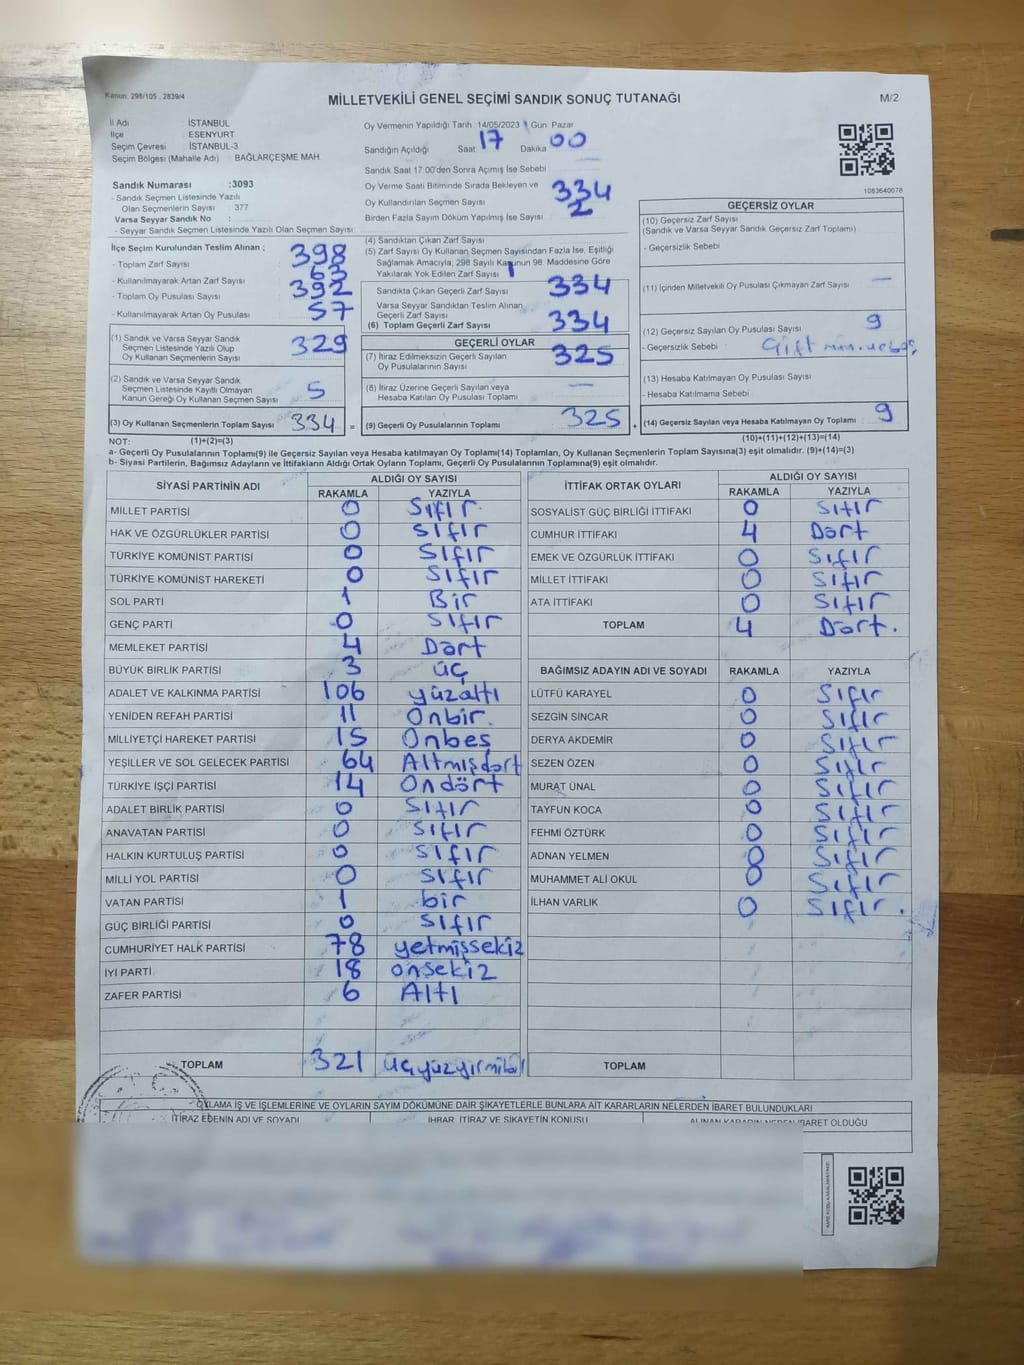 Kanun: 298/105 , 2839/4
MİLLETVEKİLİ GENEL SEÇİMİ SANDIK SONUÇ TUTANAĞI
M/2
İl Adı : İSTANBUL
İlçe : ESENYURT
Seçim Çevresi : İSTANBUL-3
Seçim Bölgesi (Mahalle Adı) : BAĞLARÇEŞME MAH.
Sandık Numarası :3093
- Sandık Seçmen Listesinde Yazılı
Olan Seçmenlerin Sayısı : 377
Varsa Seyyar Sandık No :
- Seyyar Sandık Seçmen Listesinde Yazılı Olan Seçmen Sayısı
Oy Vermenin Yapıldığı Tarih : 14/05/2023 Gün Pazar
Sandığın Açıldığı Saat 17 Dakika 00
Sandık Saat 17:00'den Sonra Açımış İse Sebebi
Oy Verme Saati Bitiminde Sırada Bekleyen ve
Oy Kullandırılan Seçmen Sayısı 334
Birden Fazla Sayım Döküm Yapılmış İse Sayısı 2
1083640078
İlçe Seçim Kurulundan Teslim Alınan ;
- Toplam Zarf Sayısı 398
- Kullanılmayarak Artan Zarf Sayısı 63
- Toplam Oy Pusulası Sayısı 392
- Kullanılmayarak Artan Oy Pusulası 57
(1) Sandık ve Varsa Seyyar Sandık
Seçmen Listesinde Yazılı Olup
Oy Kullanan Seçmenlerin Sayısı 329
(2) Sandık ve Varsa Seyyar Sandık
Seçmen Listesinde Kayıtlı Olmayan
Kanun Gereği Oy Kullanan Seçmen Sayısı 5
(3) Oy Kullanan Seçmenlerin Toplam Sayısı 334 =
(4) Sandıktan Çıkan Zarf Sayısı
(5) Zarf Sayısı Oy Kullanan Seçmen Sayısından Fazla İse, Eşitliği
Sağlamak Amacıyla, 298 Sayılı Kanunun 98. Maddesine Göre
Yakılarak Yok Edilen Zarf Sayısı 1
Sandıkta Çıkan Geçerli Zarf Sayısı 334
Varsa Seyyar Sandıktan Teslim Alınan
Geçerli Zarf Sayısı
(6) Toplam Geçerli Zarf Sayısı 334
GEÇERLİ OYLAR
(7) İtiraz Edilmeksizin Geçerli Sayılan
Oy Pusulalarının Sayısı 325
(8) İtiraz Üzerine Geçerli Sayılan veya
Hesaba Katılan Oy Pusulası Toplamı —
(9) Geçerli Oy Pusulalarının Toplamı 325 +
GEÇERSİZ OYLAR
(10) Geçersiz Zarf Sayısı
(Sandık ve Varsa Seyyar Sandık Geçersiz Zarf Toplamı)
- Geçersizlik Sebebi
(11) İçinden Milletvekili Oy Pusulası Çıkmayan Zarf Sayısı —
(12) Geçersiz Sayılan Oy Pusulası Sayısı 9
- Geçersizlik Sebebi : Çift
(13) Hesaba Katılmayan Oy Pusulası Sayısı
- Hesaba Katılmama Sebebi
(14) Geçersiz Sayılan veya Hesaba Katılmayan Oy Toplamı 9
NOT: (1)+(2)=(3)
(10)+(11)+(12)+(13)=(14)
a- Geçerli Oy Pusulalarının Toplamı(9) ile Geçersiz Sayılan veya Hesaba katılmayan Oy Toplamı(14) Toplamları, Oy Kullanan Seçmenlerin Toplam Sayısına(3) eşit olmalıdır. (9)+(14)=(3)
b- Siyasi Partilerin, Bağımsız Adayların ve İttifakların Aldığı Ortak Oyların Toplamı, Geçerli Oy Pusulalarının Toplamına(9) eşit olmalıdır.
SİYASİ PARTİNİN ADI ALDIĞI OY SAYISI
RAKAMLA YAZIYLA
MİLLET PARTİSİ 0 Sıfır
HAK VE ÖZGÜRLÜKLER PARTİSİ 0 Sıfır
TÜRKİYE KOMÜNİST PARTİSİ 0 Sıfır
TÜRKİYE KOMÜNİST HAREKETİ 0 Sıfır
SOL PARTİ 1 Bir
GENÇ PARTİ 0 Sıfır
MEMLEKET PARTİSİ 4 Dört
BÜYÜK BİRLİK PARTİSİ 3 üç
ADALET VE KALKINMA PARTİSİ 106 yüzaltı
YENİDEN REFAH PARTİSİ 11 Onbir.
MİLLİYETÇİ HAREKET PARTİSİ 15 Onbeş
YEŞİLLER VE SOL GELECEK PARTİSİ 64 Altmışdört
TÜRKİYE İŞÇİ PARTİSİ 14 Ondört
ADALET BİRLİK PARTİSİ 0 Sıfır
ANAVATAN PARTİSİ 0 Sıfır
HALKIN KURTULUŞ PARTİSİ 0 Sıfır
MİLLİ YOL PARTİSİ 0 Sıfır
VATAN PARTİSİ 1 bir
GÜÇ BİRLİĞİ PARTİSİ 0 Sıfır
CUMHURİYET HALK PARTİSİ 78 yetmişsekiz
İYİ PARTİ 18 onsekiz
ZAFER PARTİSİ 6 Altı
TOPLAM 321 üçyüzyirmibir
İTTİFAK ORTAK OYLARI ALDIĞI OY SAYISI
RAKAMLA YAZIYLA
SOSYALİST GÜÇ BİRLİĞİ İTTİFAKI 0 Sıfır
CUMHUR İTTİFAKI 4 Dört
EMEK VE ÖZGÜRLÜK İTTİFAKI 0 Sıfır
MİLLET İTTİFAKI 0 Sıfır
ATA İTTİFAKI 0 Sıfır
TOPLAM 4 Dört.
BAĞIMSIZ ADAYIN ADI VE SOYADI RAKAMLA YAZIYLA
LÜTFÜ KARAYEL 0 Sıfır
SEZGİN SİNCAR 0 Sıfır
DERYA AKDEMİR 0 Sıfır
SEZEN ÖZEN 0 Sıfır
MURAT ÜNAL 0 Sıfır
TAYFUN KOCA 0 Sıfır
FEHMİ ÖZTÜRK 0 Sıfır
ADNAN YELMEN 0 Sıfır
MUHAMMET ALİ OKUL 0 Sıfır
İLHAN VARLIK 0 Sıfır.
TOPLAM
OYLAMA İŞ VE İŞLEMLERİNE VE OYLARIN SAYIM DÖKÜMÜNE DAİR ŞİKAYETLERLE BUNLARA AİT KARARLARIN NELERDEN İBARET BULUNDUKLARI
İTİRAZ EDENİN ADI VE SOYADI İHBAR, İTİRAZ VE ŞİKAYETİN KONUSU ALINAN KARARIN NEDEN İBARET OLDUĞU